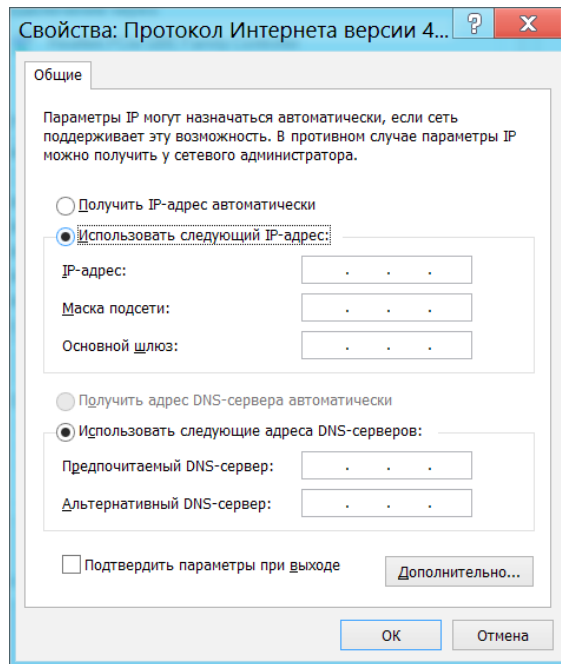 Свойства: Протокол Интернета версии 4...
Общие
Параметры IP могут назначаться автоматически, если сеть
поддерживает эту возможность. В противном случае параметры IP
можно получить у сетевого администратора.
Получить IP-адрес автоматически
Использовать следующий IP-адрес:
IP-адрес:
Маска подсети:
Основной шлюз:
Получить адрес DNS-сервера автоматически
Использовать следующие адреса DNS-серверов:
Предпочитаемый DNS-сервер:
Альтернативный DNS-сервер:
Подтвердить параметры при выходе
Дополнительно...
ОК
Отмена